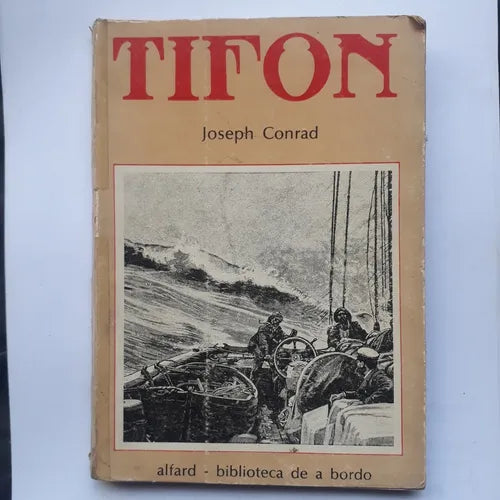 TIFON
Joseph Conrad
alfard - biblioteca de a bordo